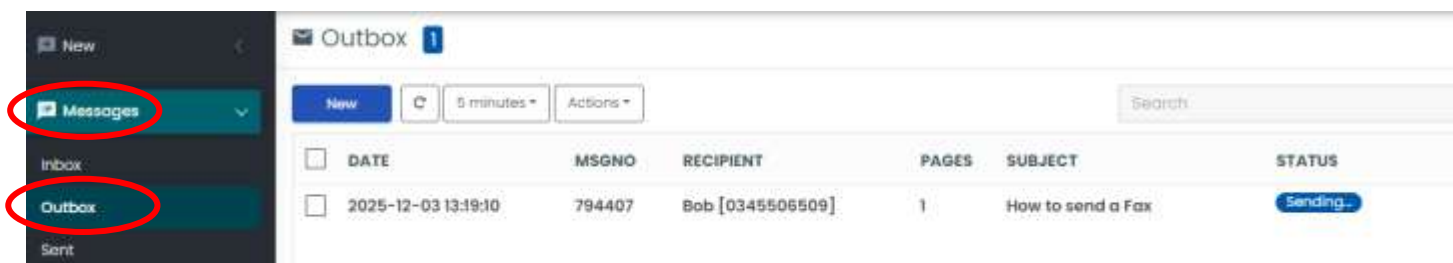 New
Messages
Inbox
Outbox
Sent
Outbox 1
New 5 minutes Actions Search
DATE MSGNO RECIPIENT PAGES SUBJECT STATUS
2025-12-03 13:19:10 794407 Bob [0345506509] 1 How to send a Fax Sending...